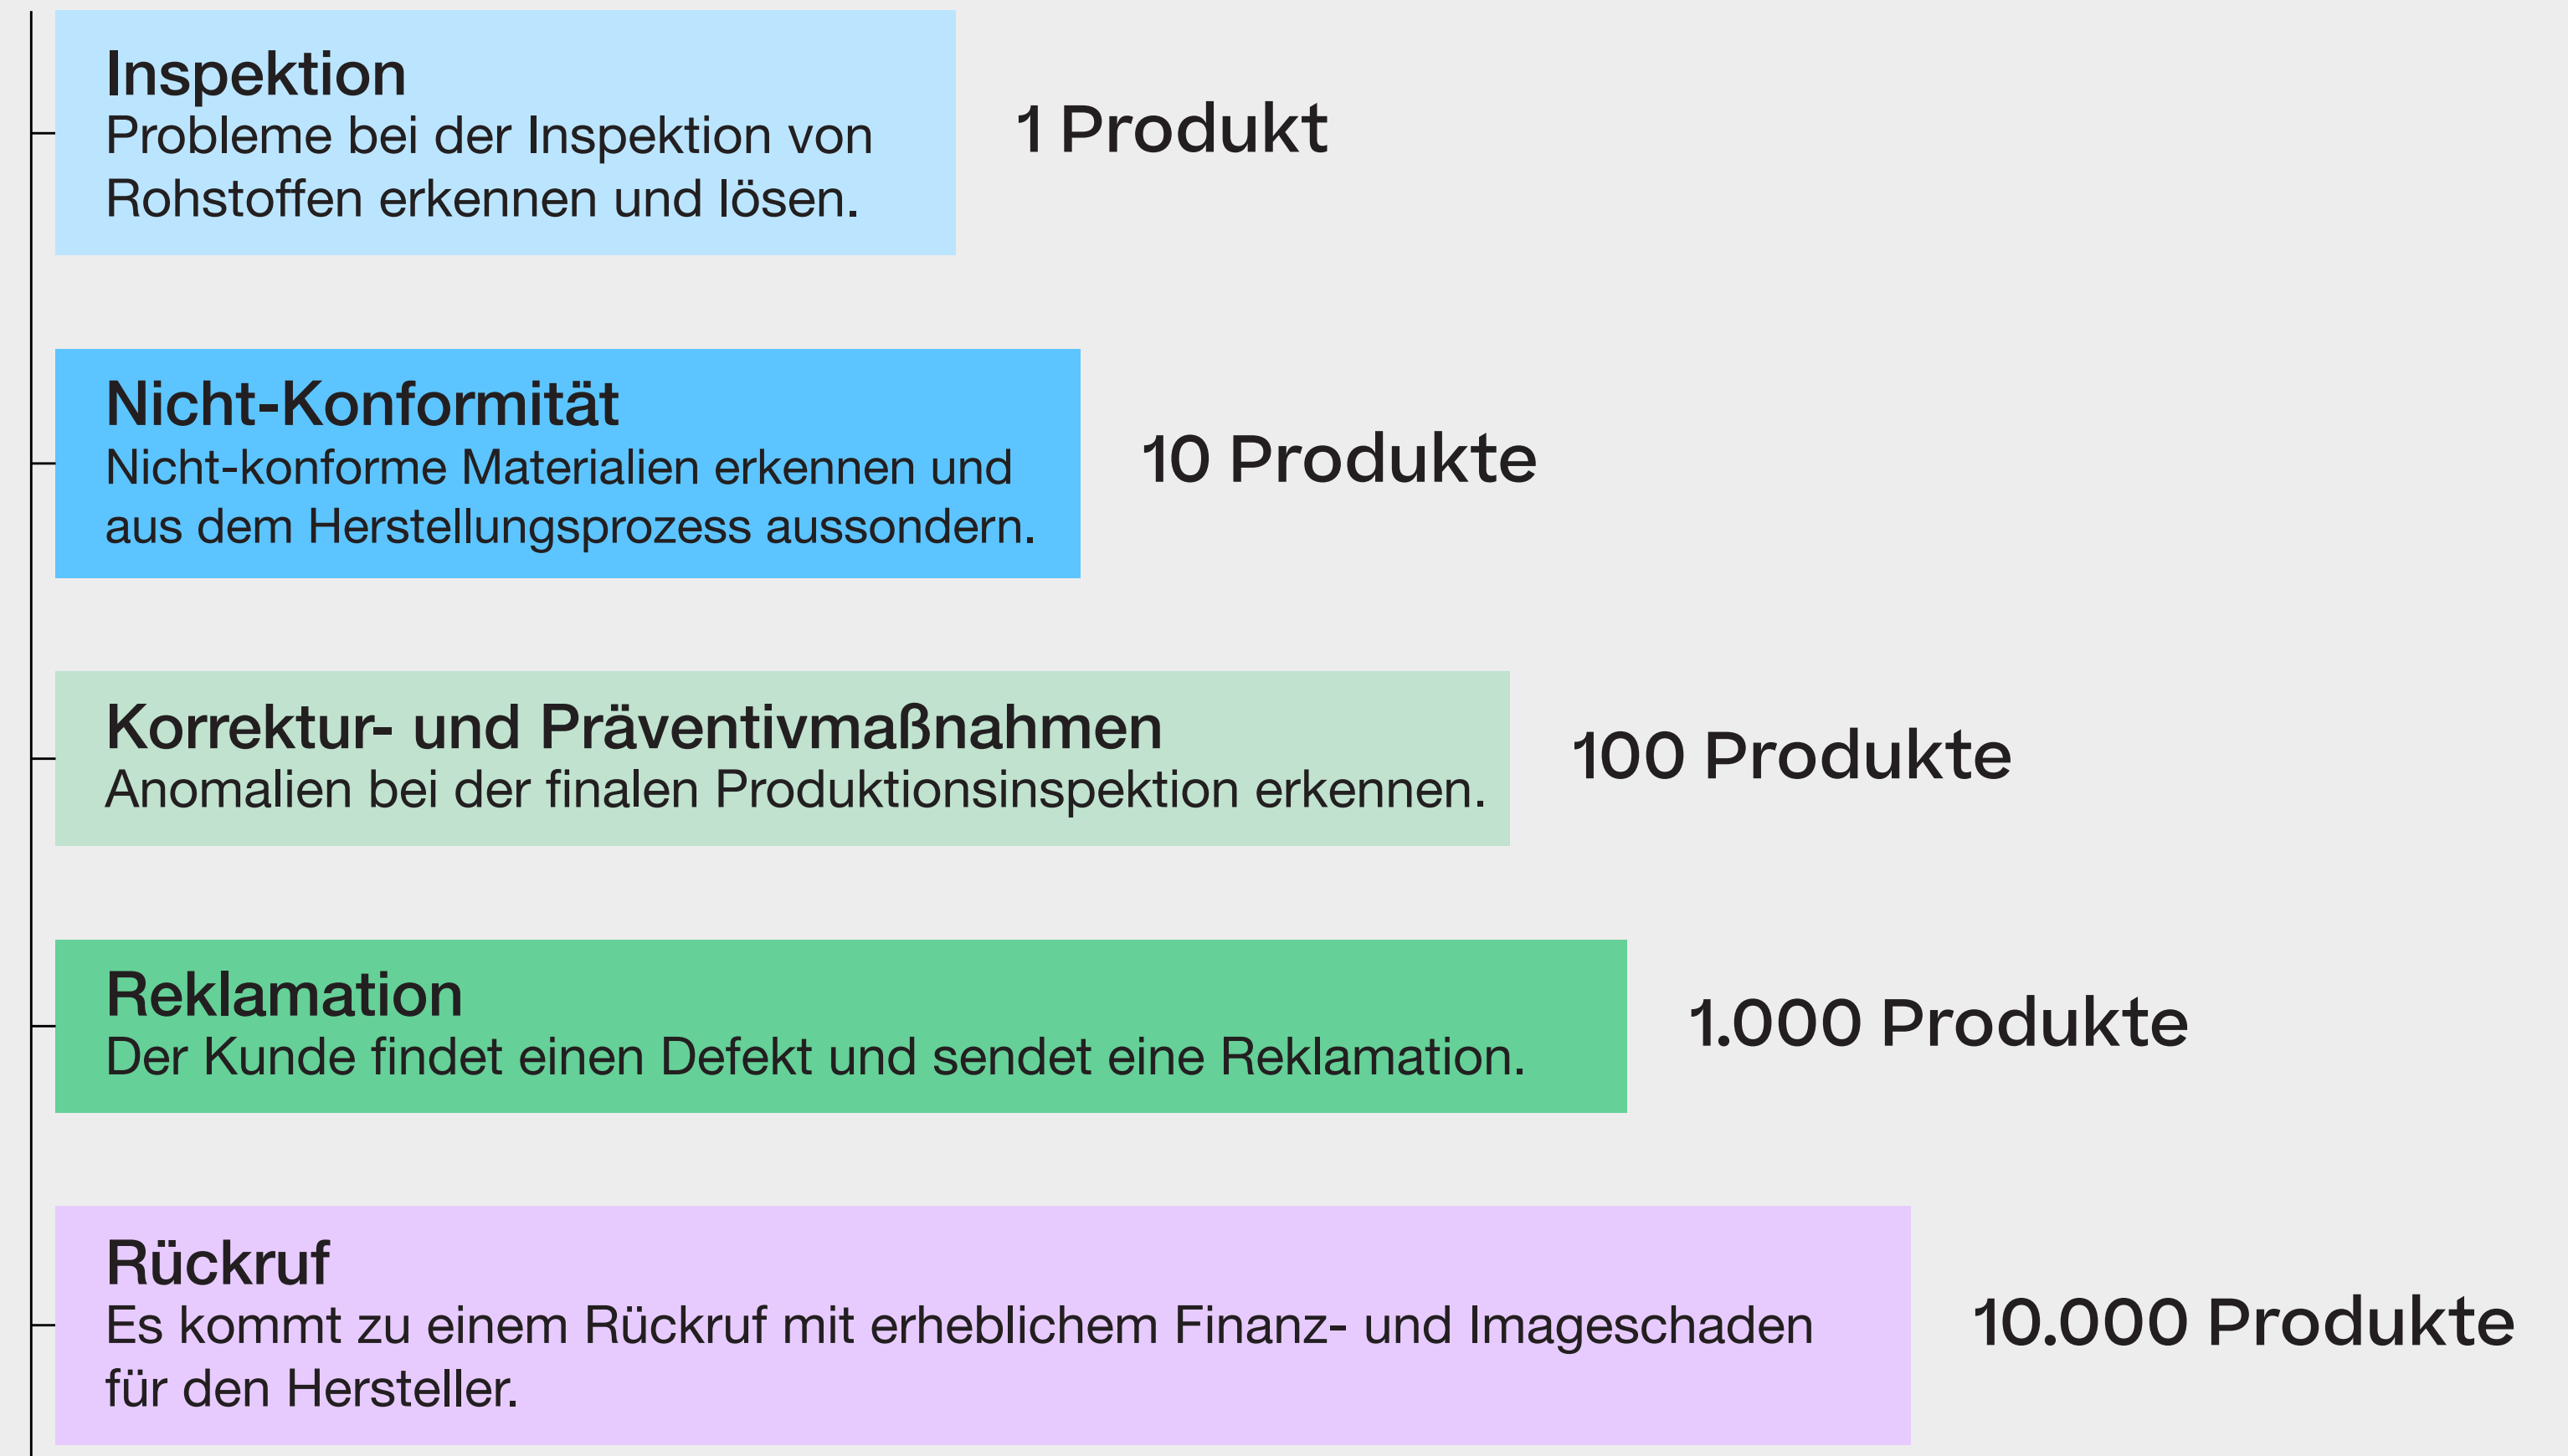 Inspektion
Probleme bei der Inspektion von
Rohstoffen erkennen und lösen.
1 Produkt
Nicht-Konformität
Nicht-konforme Materialien erkennen und
aus dem Herstellungsprozess aussondern.
10 Produkte
Korrektur- und Präventivmaßnahmen
Anomalien bei der finalen Produktionsinspektion erkennen.
100 Produkte
Reklamation
Der Kunde findet einen Defekt und sendet eine Reklamation.
1.000 Produkte
Rückruf
Es kommt zu einem Rückruf mit erheblichem Finanz- und Imageschaden
für den Hersteller.
10.000 Produkte